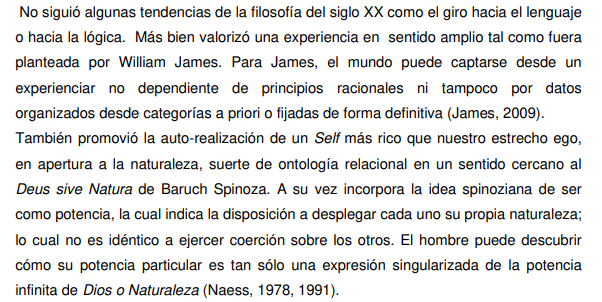 No siguió algunas tendencias de la filosofía del siglo XX como el giro hacia el lenguaje
o hacia la lógica. Más bien valorizó una experiencia en sentido amplio tal como fuera
planteada por William James. Para James, el mundo puede captarse desde un
experienciar no dependiente de principios racionales ni tampoco por datos
organizados desde categorías a priori o fijadas de forma definitiva (James, 2009).
También promovió la auto-realización de un Self más rico que nuestro estrecho ego,
en apertura a la naturaleza, suerte de ontología relacional en un sentido cercano al
Deus sive Natura de Baruch Spinoza. A su vez incorpora la idea spinoziana de ser
como potencia, la cual indica la disposición a desplegar cada uno su propia naturaleza;
lo cual no es idéntico a ejercer coerción sobre los otros. El hombre puede descubrir
cómo su potencia particular es tan sólo una expresión singularizada de la potencia
infinita de Dios o Naturaleza (Naess, 1978, 1991).